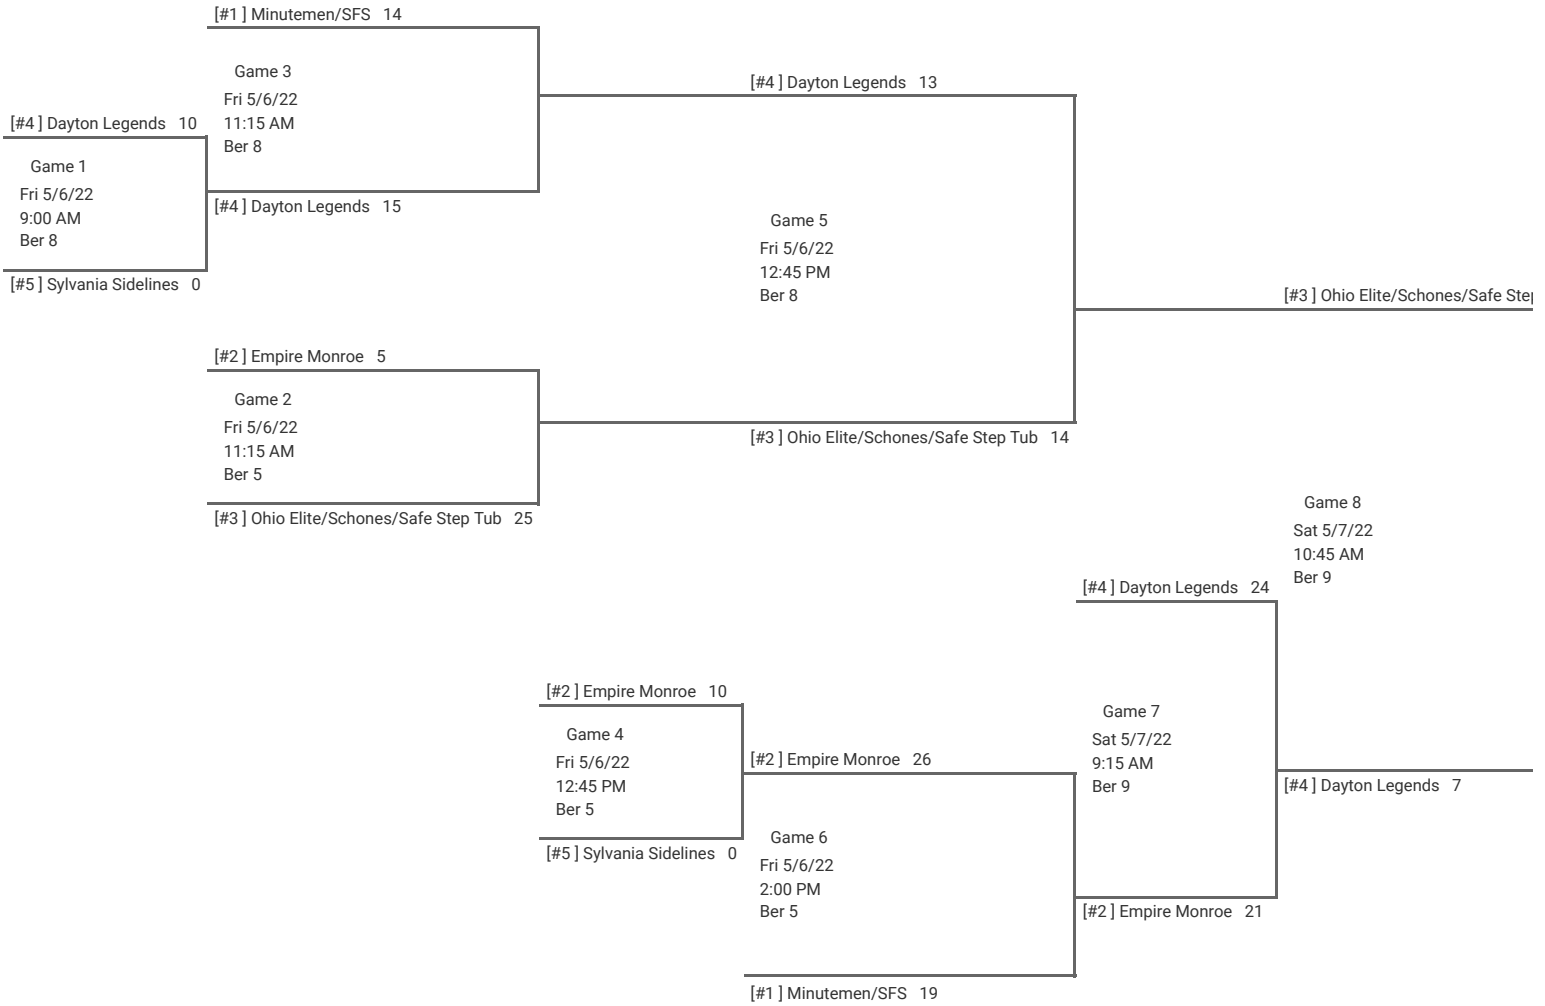 [#1 ] Minutemen/SFS 14
Game 3
Fri 5/6/22
11:15 AM
Ber 8
[#4 ] Dayton Legends 13
[#4 ] Dayton Legends 10
Game 1
Fri 5/6/22
9:00 AM
Ber 8
[#4 ] Dayton Legends 15
[#5 ] Sylvania Sidelines 0
Game 5
Fri 5/6/22
12:45 PM
Ber 8
[#3 ] Ohio Elite/Schones/Safe Step
[#2 ] Empire Monroe 5
Game 2
Fri 5/6/22
11:15 AM
Ber 5
[#3 ] Ohio Elite/Schones/Safe Step Tub 14
[#3 ] Ohio Elite/Schones/Safe Step Tub 25
Game 8
Sat 5/7/22
10:45 AM
Ber 9
[#4 ] Dayton Legends 24
[#2 ] Empire Monroe 10
Game 4
Fri 5/6/22
12:45 PM
Ber 5
[#5 ] Sylvania Sidelines 0
[#2 ] Empire Monroe 26
Game 7
Sat 5/7/22
9:15 AM
Ber 9
[#4 ] Dayton Legends 7
Game 6
Fri 5/6/22
2:00 PM
Ber 5
[#2 ] Empire Monroe 21
[#1 ] Minutemen/SFS 19